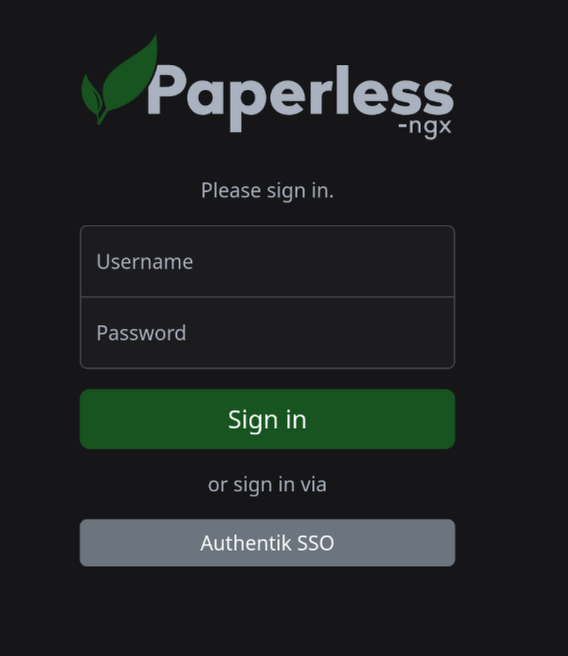 Paperless
-ngx
Please sign in.
Username
Password
Sign in
or sign in via
Authentik SSO